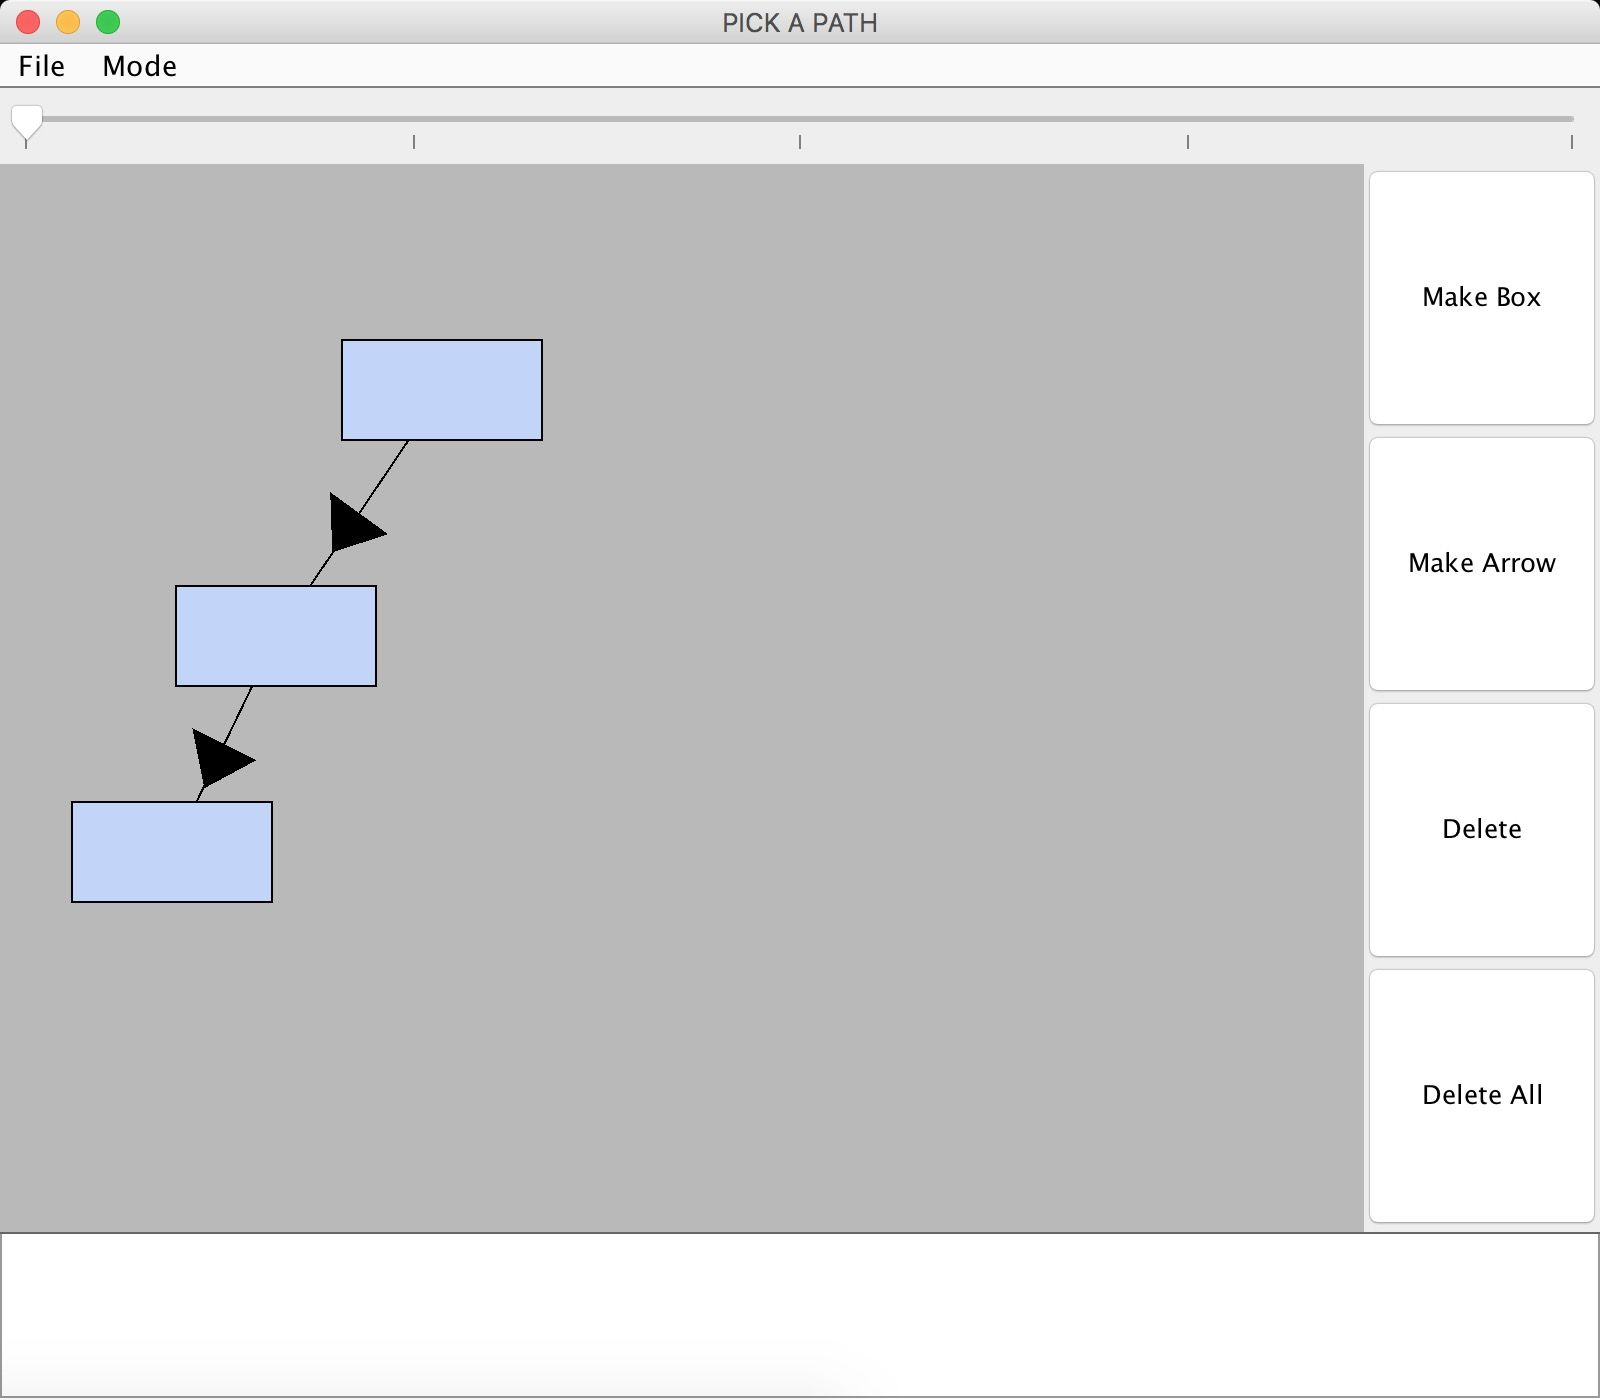 PICK A PATH
File Mode
Make Box
Make Arrow
Delete
Delete All